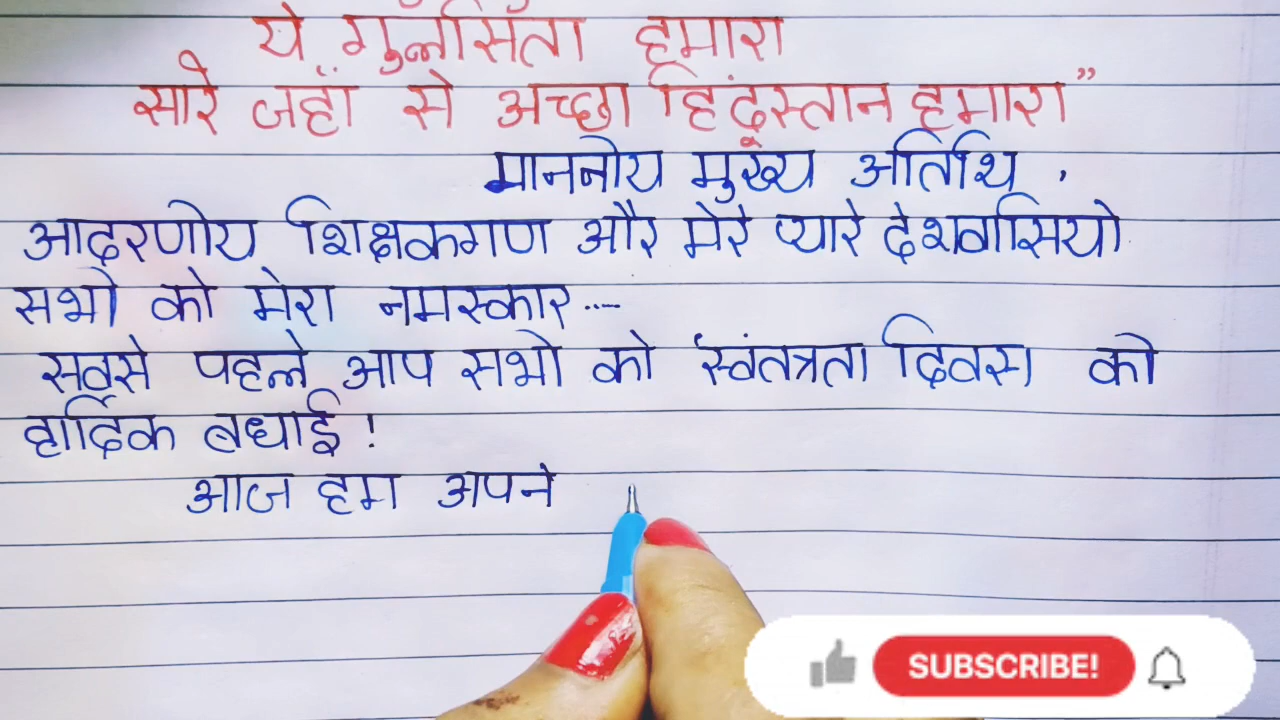 ये गुलसिताँ हमारा
सारे जहाँ से अच्छा हिंदूस्तान हमारा”
माननीय मुख्य अतिथि ,
आदरणीय शिक्षकगण और मेरे प्यारे देशवासियो
सभी को मेरा नमस्कार....
सबसे पहले आप सभी को स्वंतत्रता दिवस की
हार्दिक बधाई !
आज हम अपने
SUBSCRIBE!